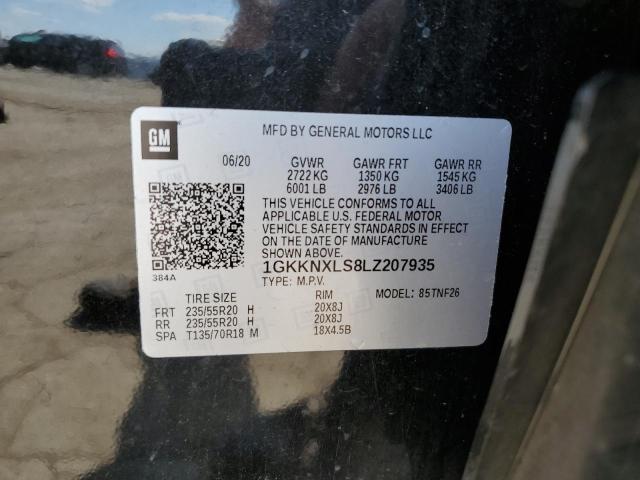 GM
MFD BY GENERAL MOTORS LLC
06/20 GVWR GAWR FRT GAWR RR
2722 KG 1350 KG 1545 KG
6001 LB 2976 LB 3406 LB
THIS VEHICLE CONFORMS TO ALL
APPLICABLE U.S. FEDERAL MOTOR
VEHICLE SAFETY STANDARDS IN
EFFECT ON THE DATE OF MANUFACTURE
SHOWN ABOVE.
384A
1GKKNXLS8LZ207935
TYPE: M.P.V.
TIRE SIZE RIM MODEL: 85TNF26
FRT 235/55R20 H 20X8J
RR 235/55R20 H 20X8J
SPA T135/70R18 M 18X4.5B